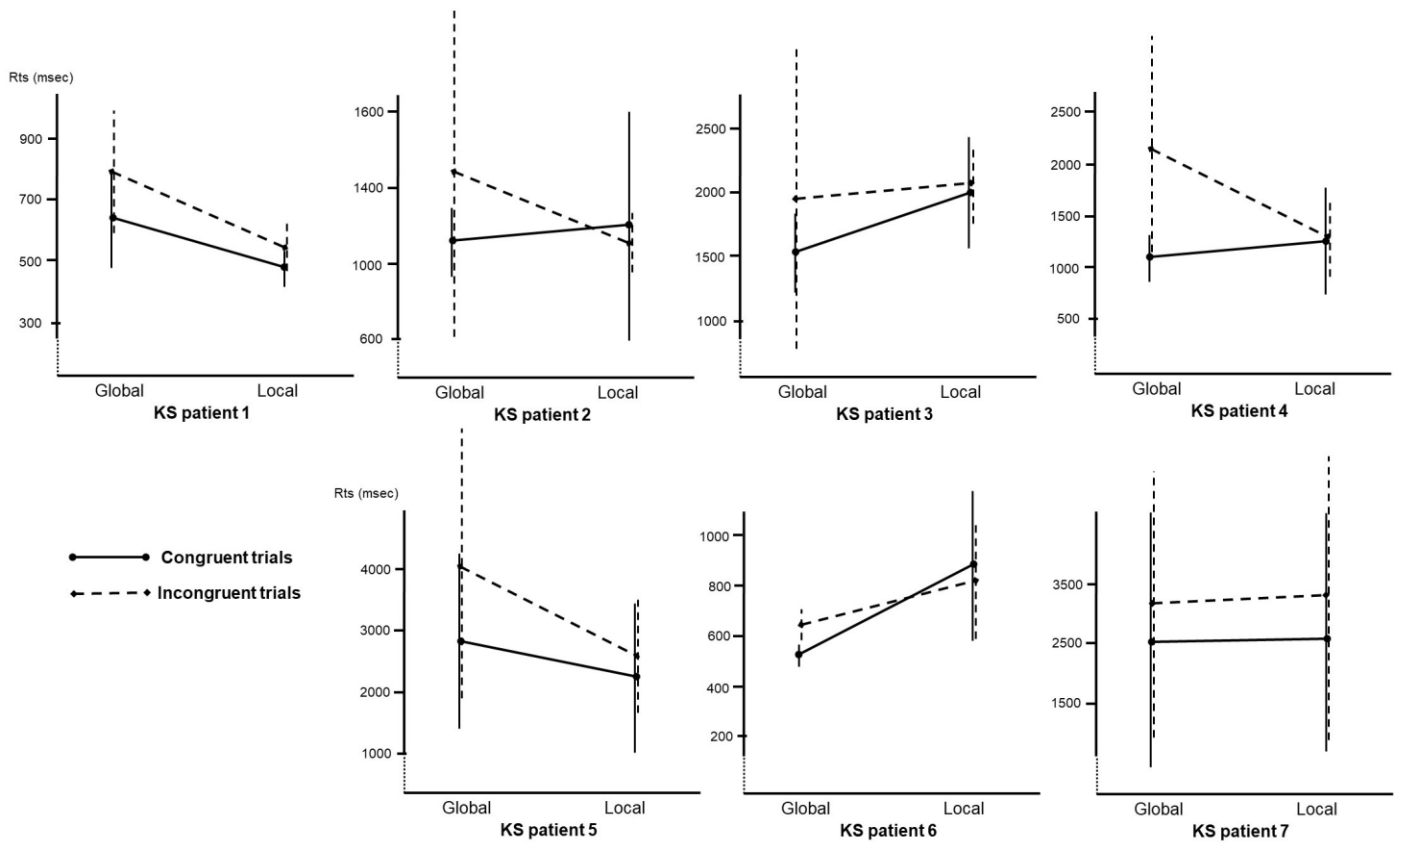 Rts (msec)
900
700
500
300
Global Local
KS patient 1
1600
1400
1000
600
Global Local
KS patient 2
2500
2000
1500
1000
Global Local
KS patient 3
2500
2000
1500
1000
500
Global Local
KS patient 4
Congruent trials
Incongruent trials
Rts (msec)
4000
3000
2000
1000
Global Local
KS patient 5
1000
800
600
400
200
Global Local
KS patient 6
3500
2500
1500
Global Local
KS patient 7